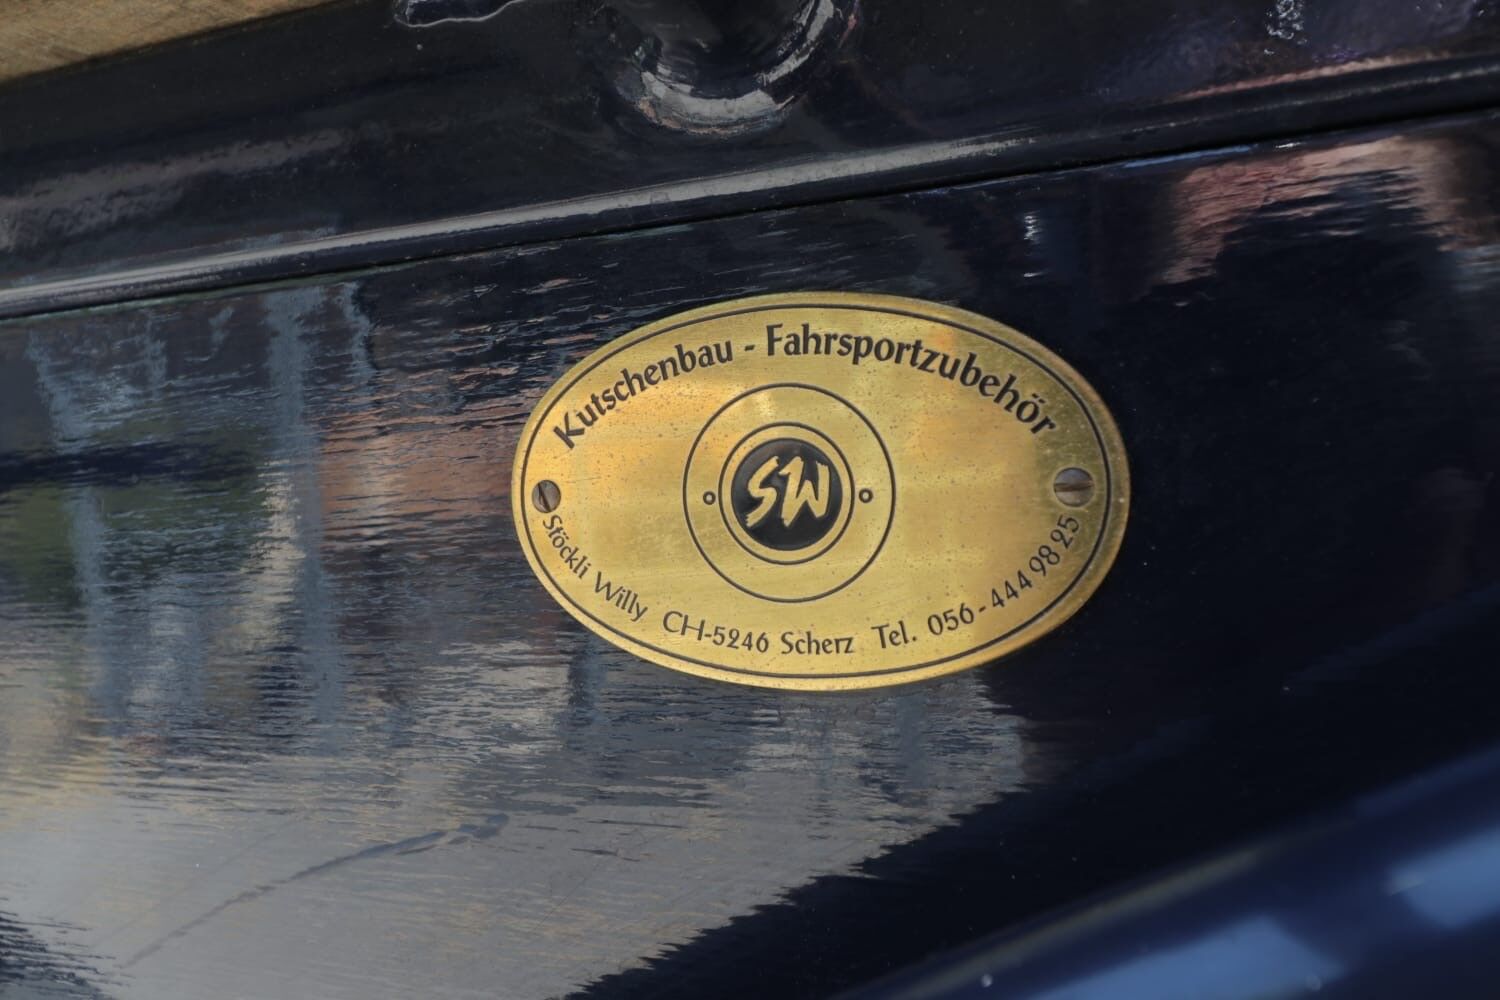 Kutschenbau - Fahrsportzubehör
SW
Stöckli Willy CH-5246 Scherz Tel. 056 - 444 98 25